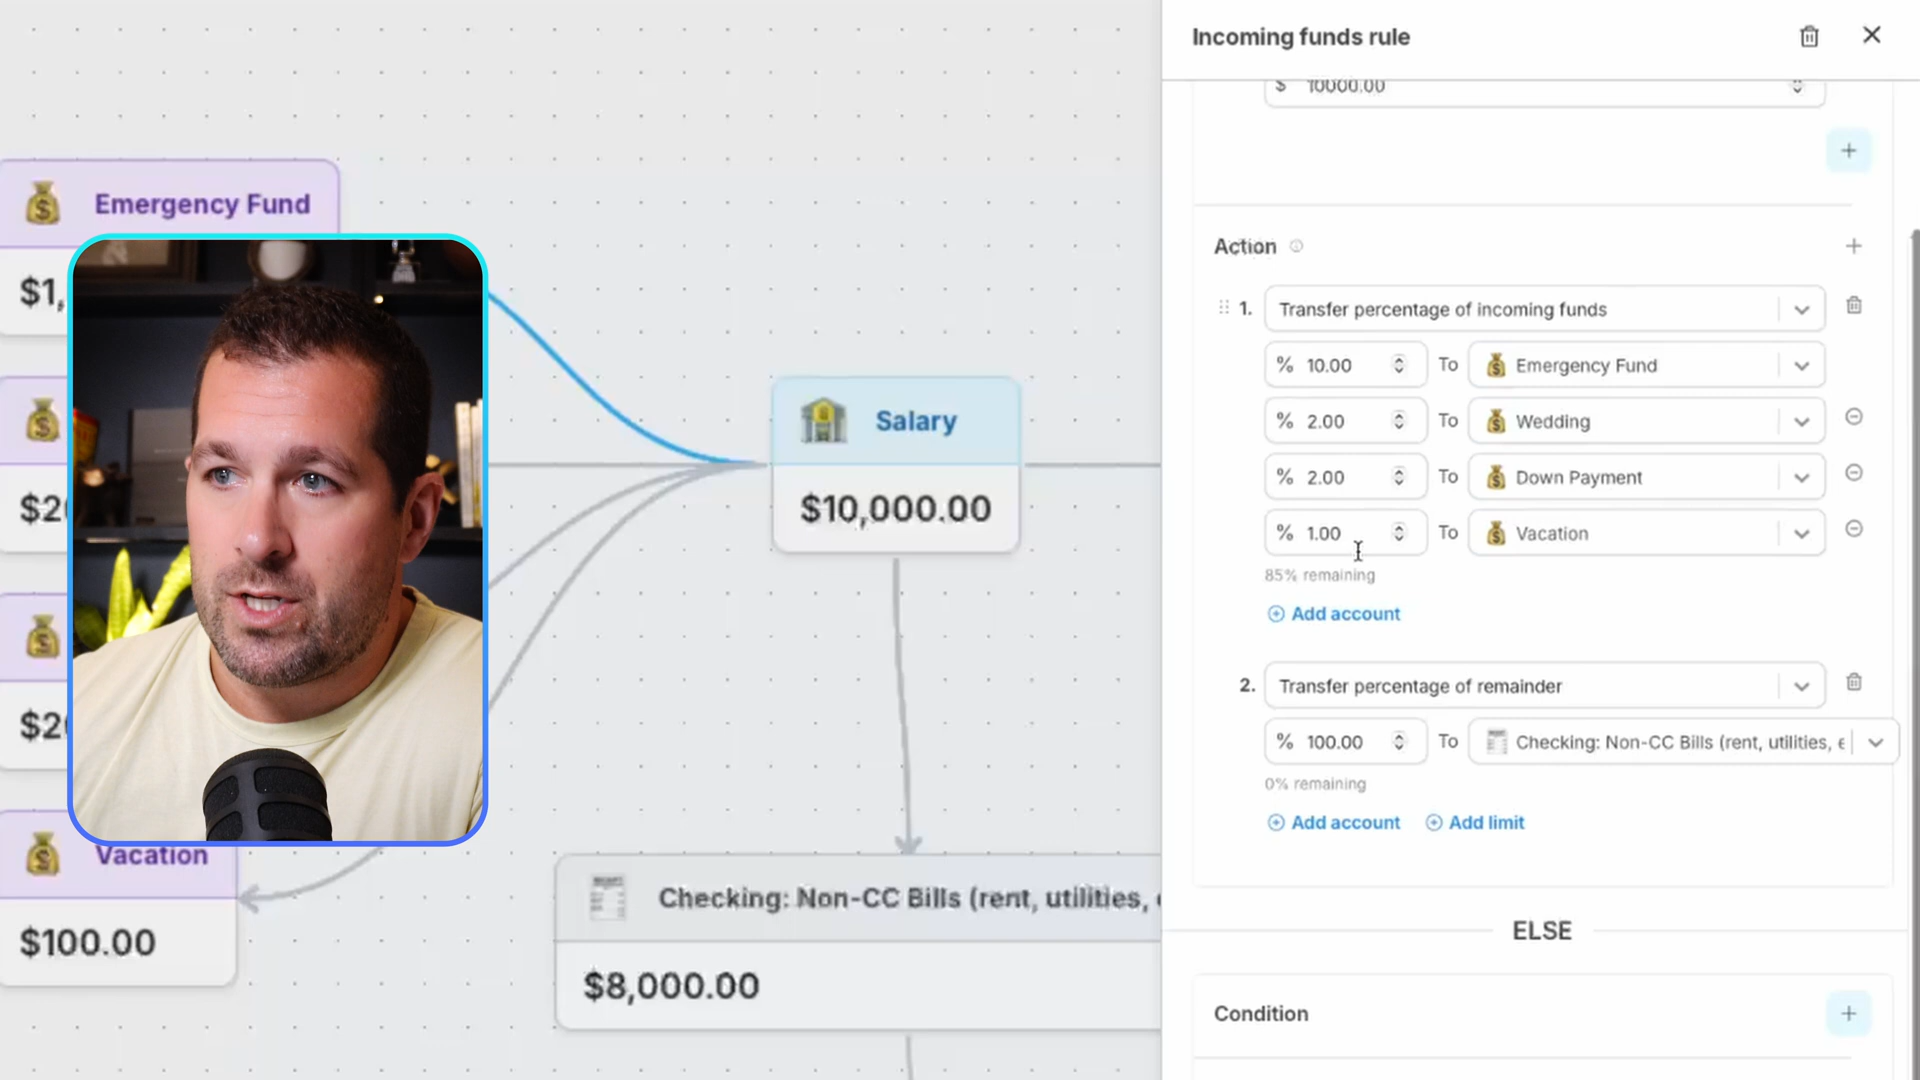 Emergency Fund
$1,
$20
$20
Vacation
$100.00
Salary
$10,000.00
Checking: Non-CC Bills (rent, utilities,
$8,000.00
Incoming funds rule
$ 10000.00
Action
1. Transfer percentage of incoming funds
% 10.00 To Emergency Fund
% 2.00 To Wedding
% 2.00 To Down Payment
% 1.00 To Vacation
85% remaining
Add account
2. Transfer percentage of remainder
% 100.00 To Checking: Non-CC Bills (rent, utilities, e
0% remaining
Add account Add limit
ELSE
Condition